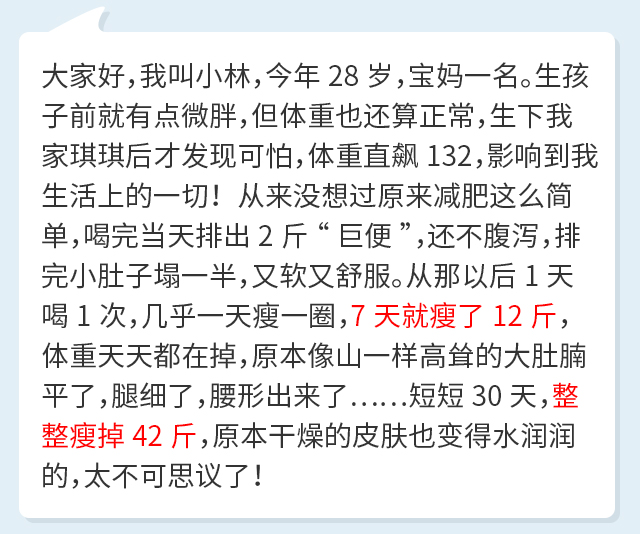 大家好，我叫小林，今年 28 岁，宝妈一名。生孩
子前就有点微胖，但体重也还算正常，生下我
家琪琪后才发现可怕，体重直飙 132，影响到我
生活上的一切！从来没想过原来减肥这么简
单，喝完当天排出 2 斤 “ 巨便 ”，还不腹泻，排
完小肚子塌一半，又软又舒服。从那以后 1 天
喝 1 次，几乎一天瘦一圈，7 天就瘦了 12 斤，
体重天天都在掉，原本像山一样高耸的大肚腩
平了，腿细了，腰形出来了……短短 30 天，整
整瘦掉 42 斤，原本干燥的皮肤也变得水润润
的，太不可思议了！